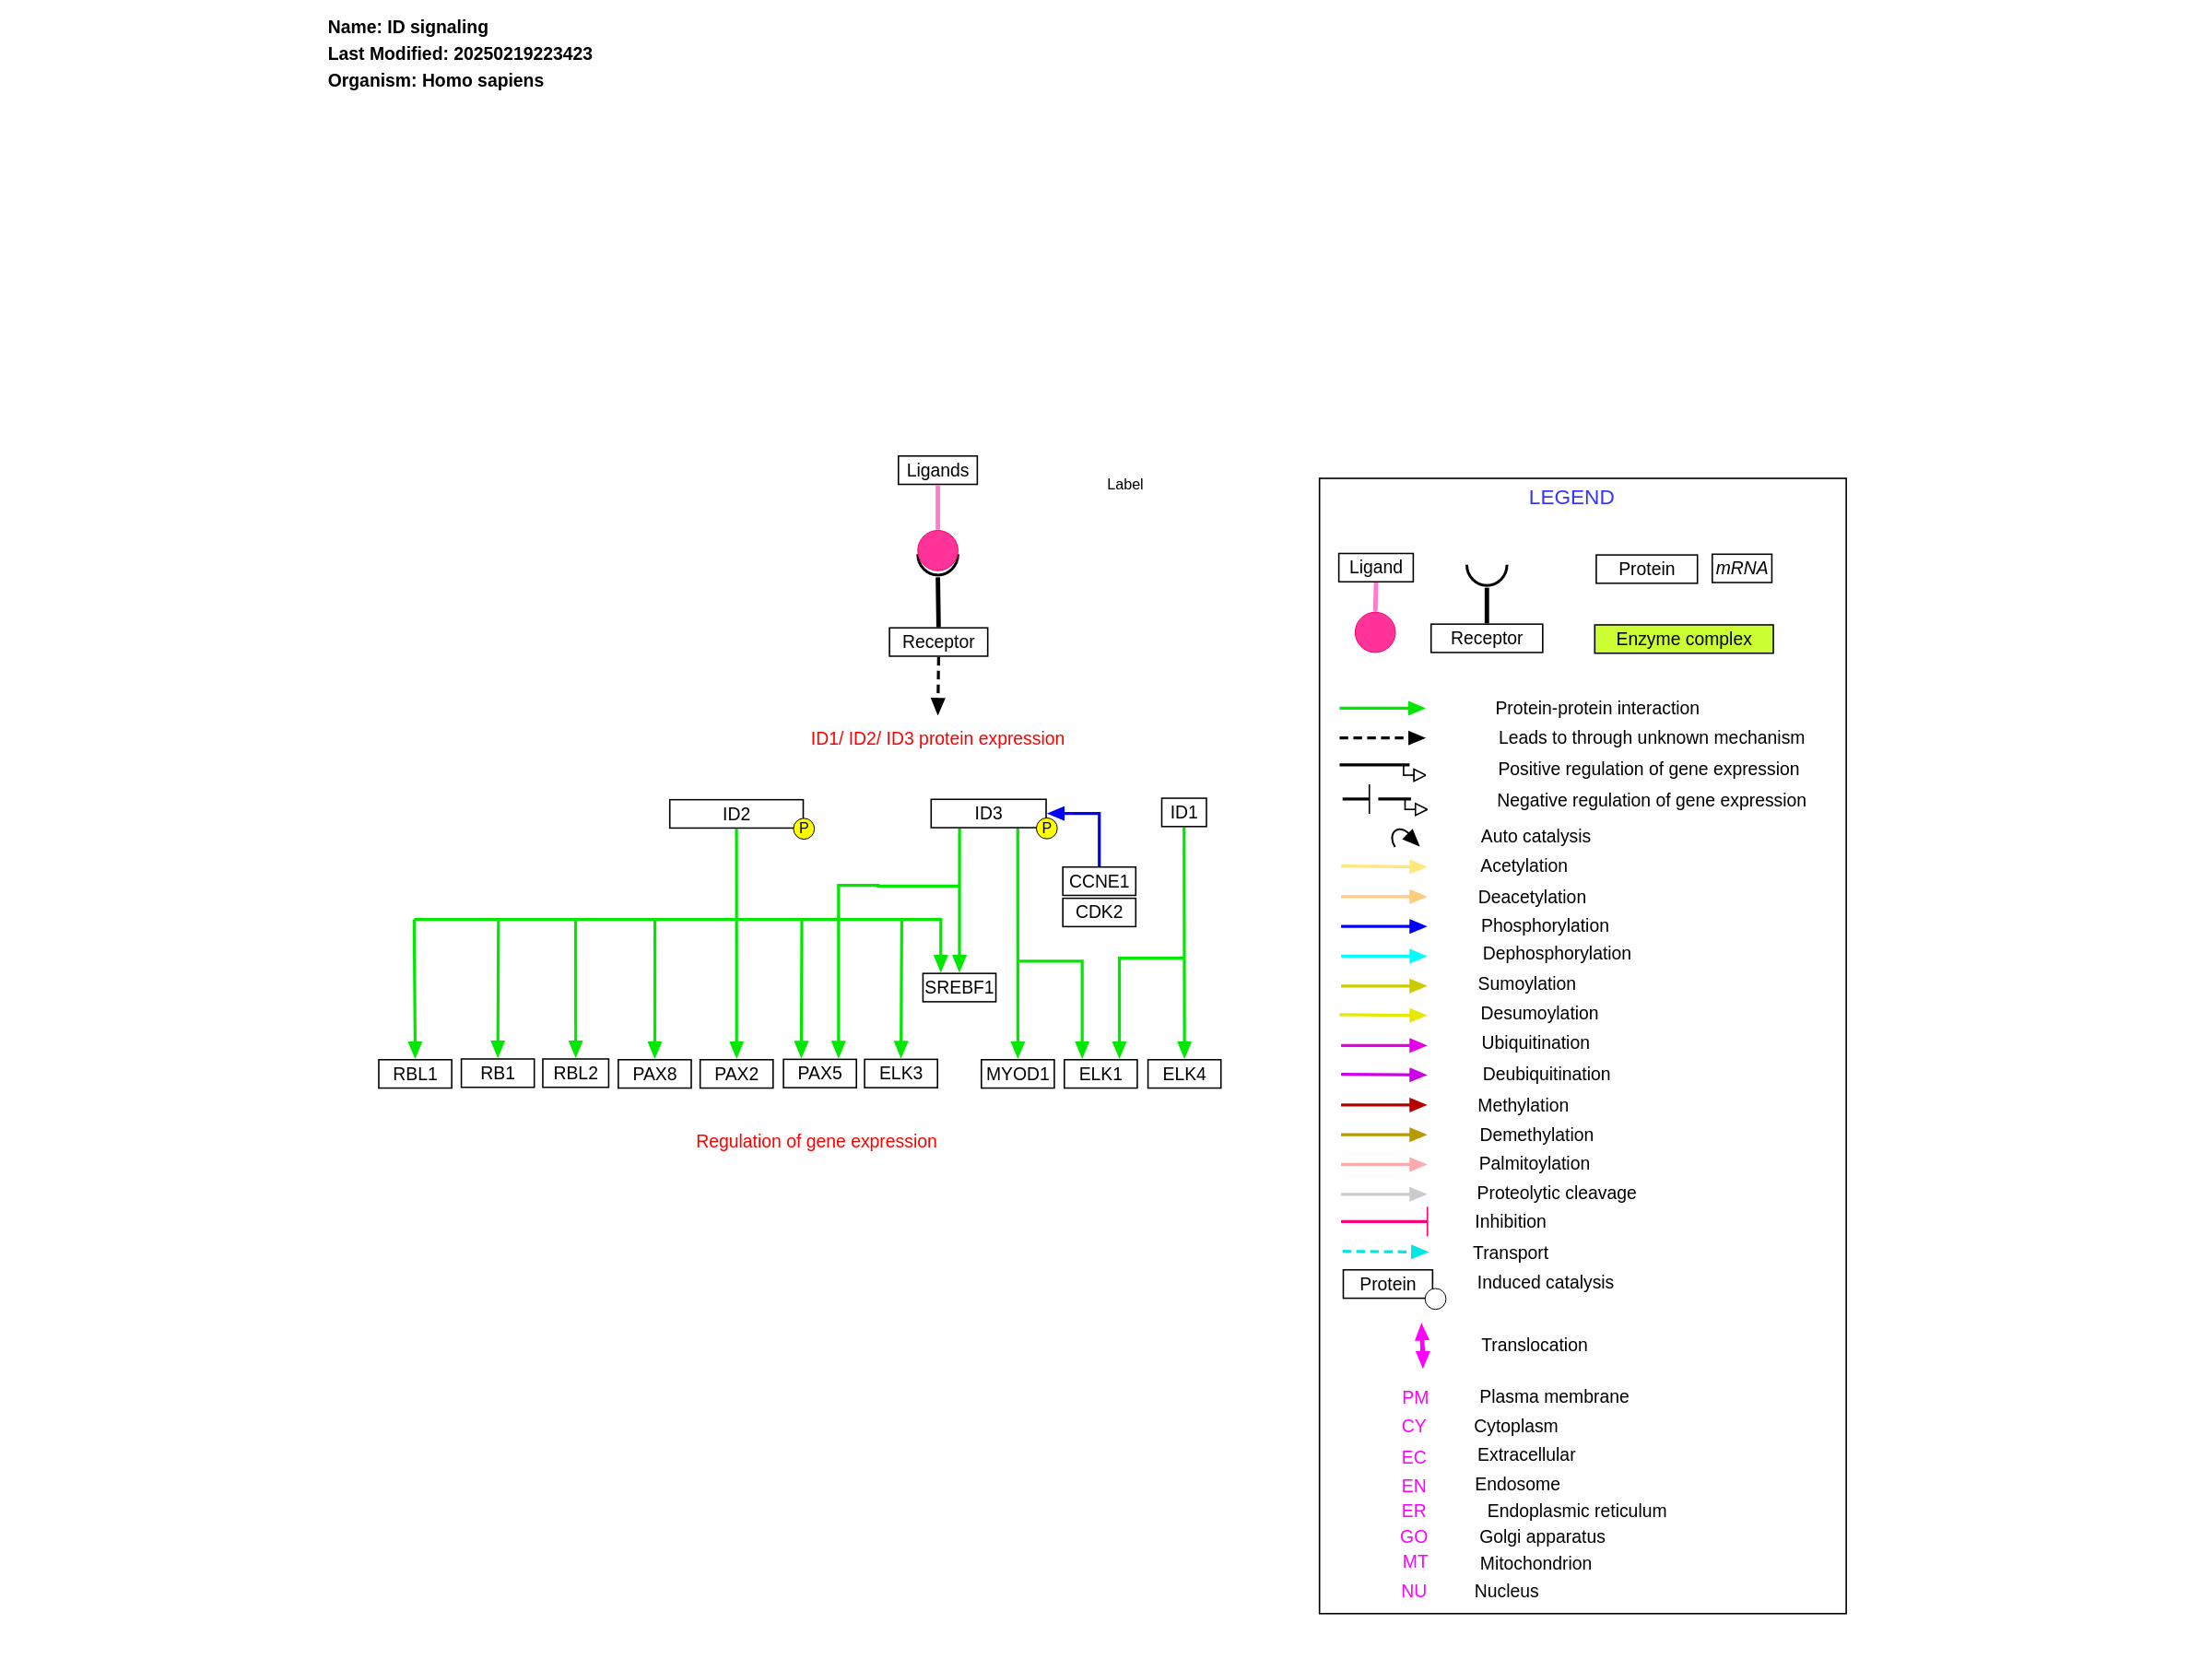 Name: ID signaling
Last Modified: 20250219223423
Organism: Homo sapiens
Ligands
Label
Receptor
ID1/ ID2/ ID3 protein expression
ID2
P
ID3
P
ID1
CCNE1
CDK2
SREBF1
RBL1
RB1
RBL2
PAX8
PAX2
PAX5
ELK3
MYOD1
ELK1
ELK4
Regulation of gene expression
LEGEND
Ligand
Receptor
Protein
mRNA
Enzyme complex
Protein-protein interaction
Leads to through unknown mechanism
Positive regulation of gene expression
Negative regulation of gene expression
Auto catalysis
Acetylation
Deacetylation
Phosphorylation
Dephosphorylation
Sumoylation
Desumoylation
Ubiquitination
Deubiquitination
Methylation
Demethylation
Palmitoylation
Proteolytic cleavage
Inhibition
Transport
Protein
Induced catalysis
Translocation
PM Plasma membrane
CY Cytoplasm
EC Extracellular
EN Endosome
ER Endoplasmic reticulum
GO Golgi apparatus
MT Mitochondrion
NU Nucleus